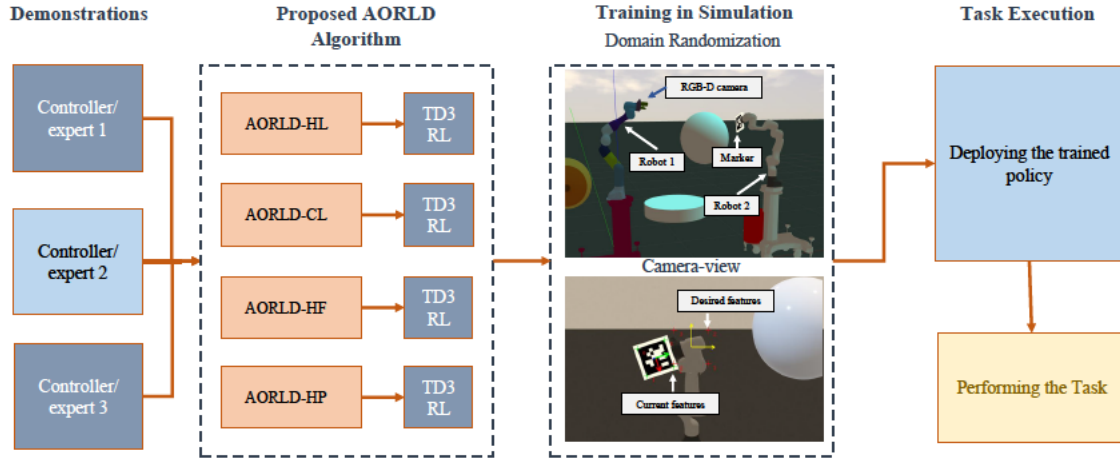 Demonstrations
Controller/
expert 1
Controller/
expert 2
Controller/
expert 3
Proposed AORLD
Algorithm
AORLD-HL
TD3
RL
AORLD-CL
TD3
RL
AORLD-HF
TD3
RL
AORLD-HP
TD3
RL
Training in Simulation
Domain Randomization
RGB-D camera
Robot 1
Marker
Robot 2
Camera-view
Desired features
Current features
Task Execution
Deploying the trained
policy
Performing the Task